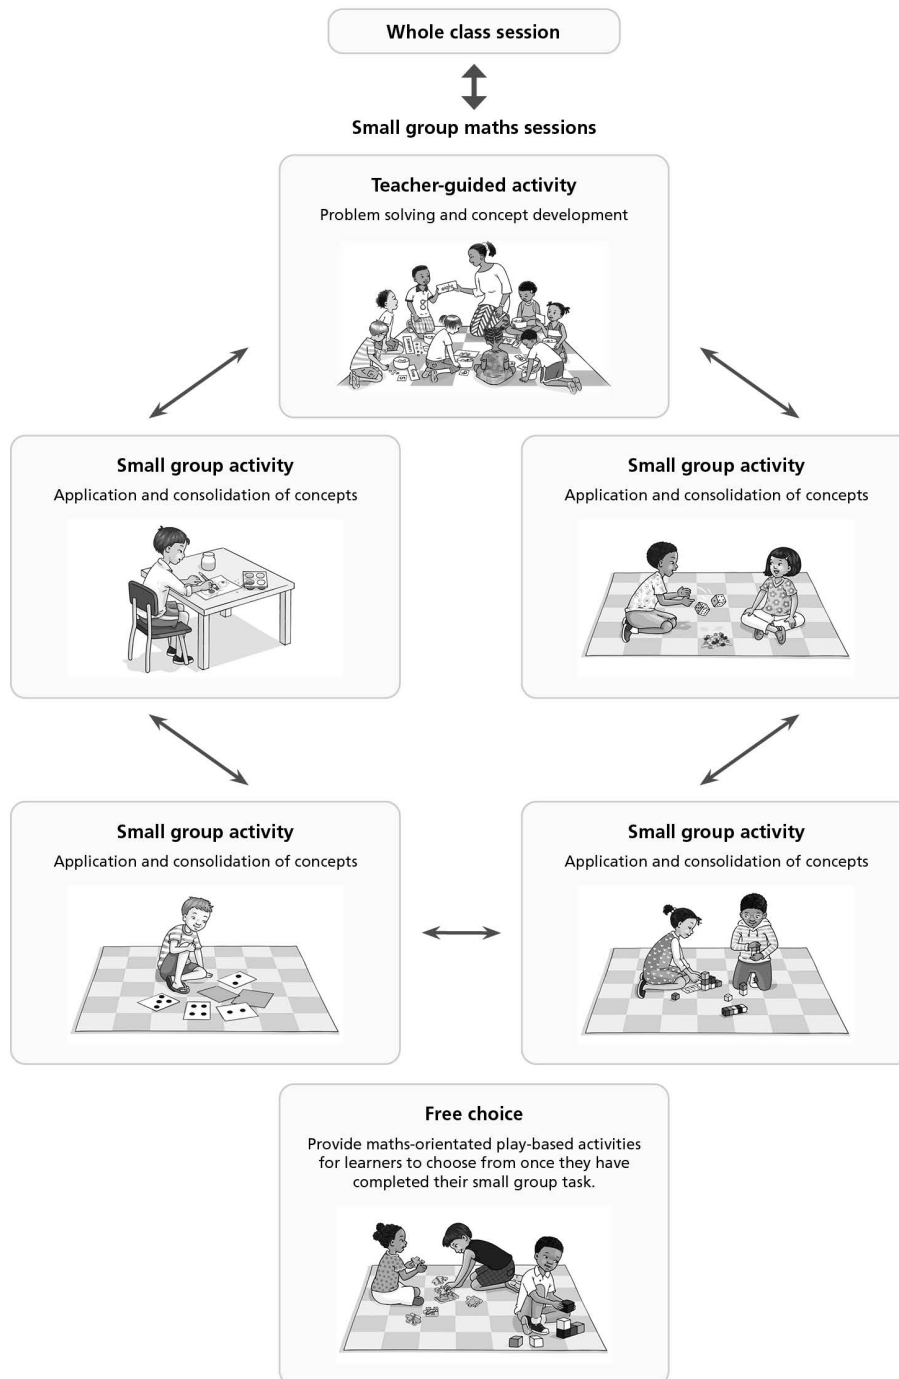 Whole class session
Small group maths sessions
Teacher-guided activity
Problem solving and concept development
Small group activity
Application and consolidation of concepts
Small group activity
Application and consolidation of concepts
Small group activity
Application and consolidation of concepts
Small group activity
Application and consolidation of concepts
Free choice
Provide maths-orientated play-based activities
for learners to choose from once they have
completed their small group task.